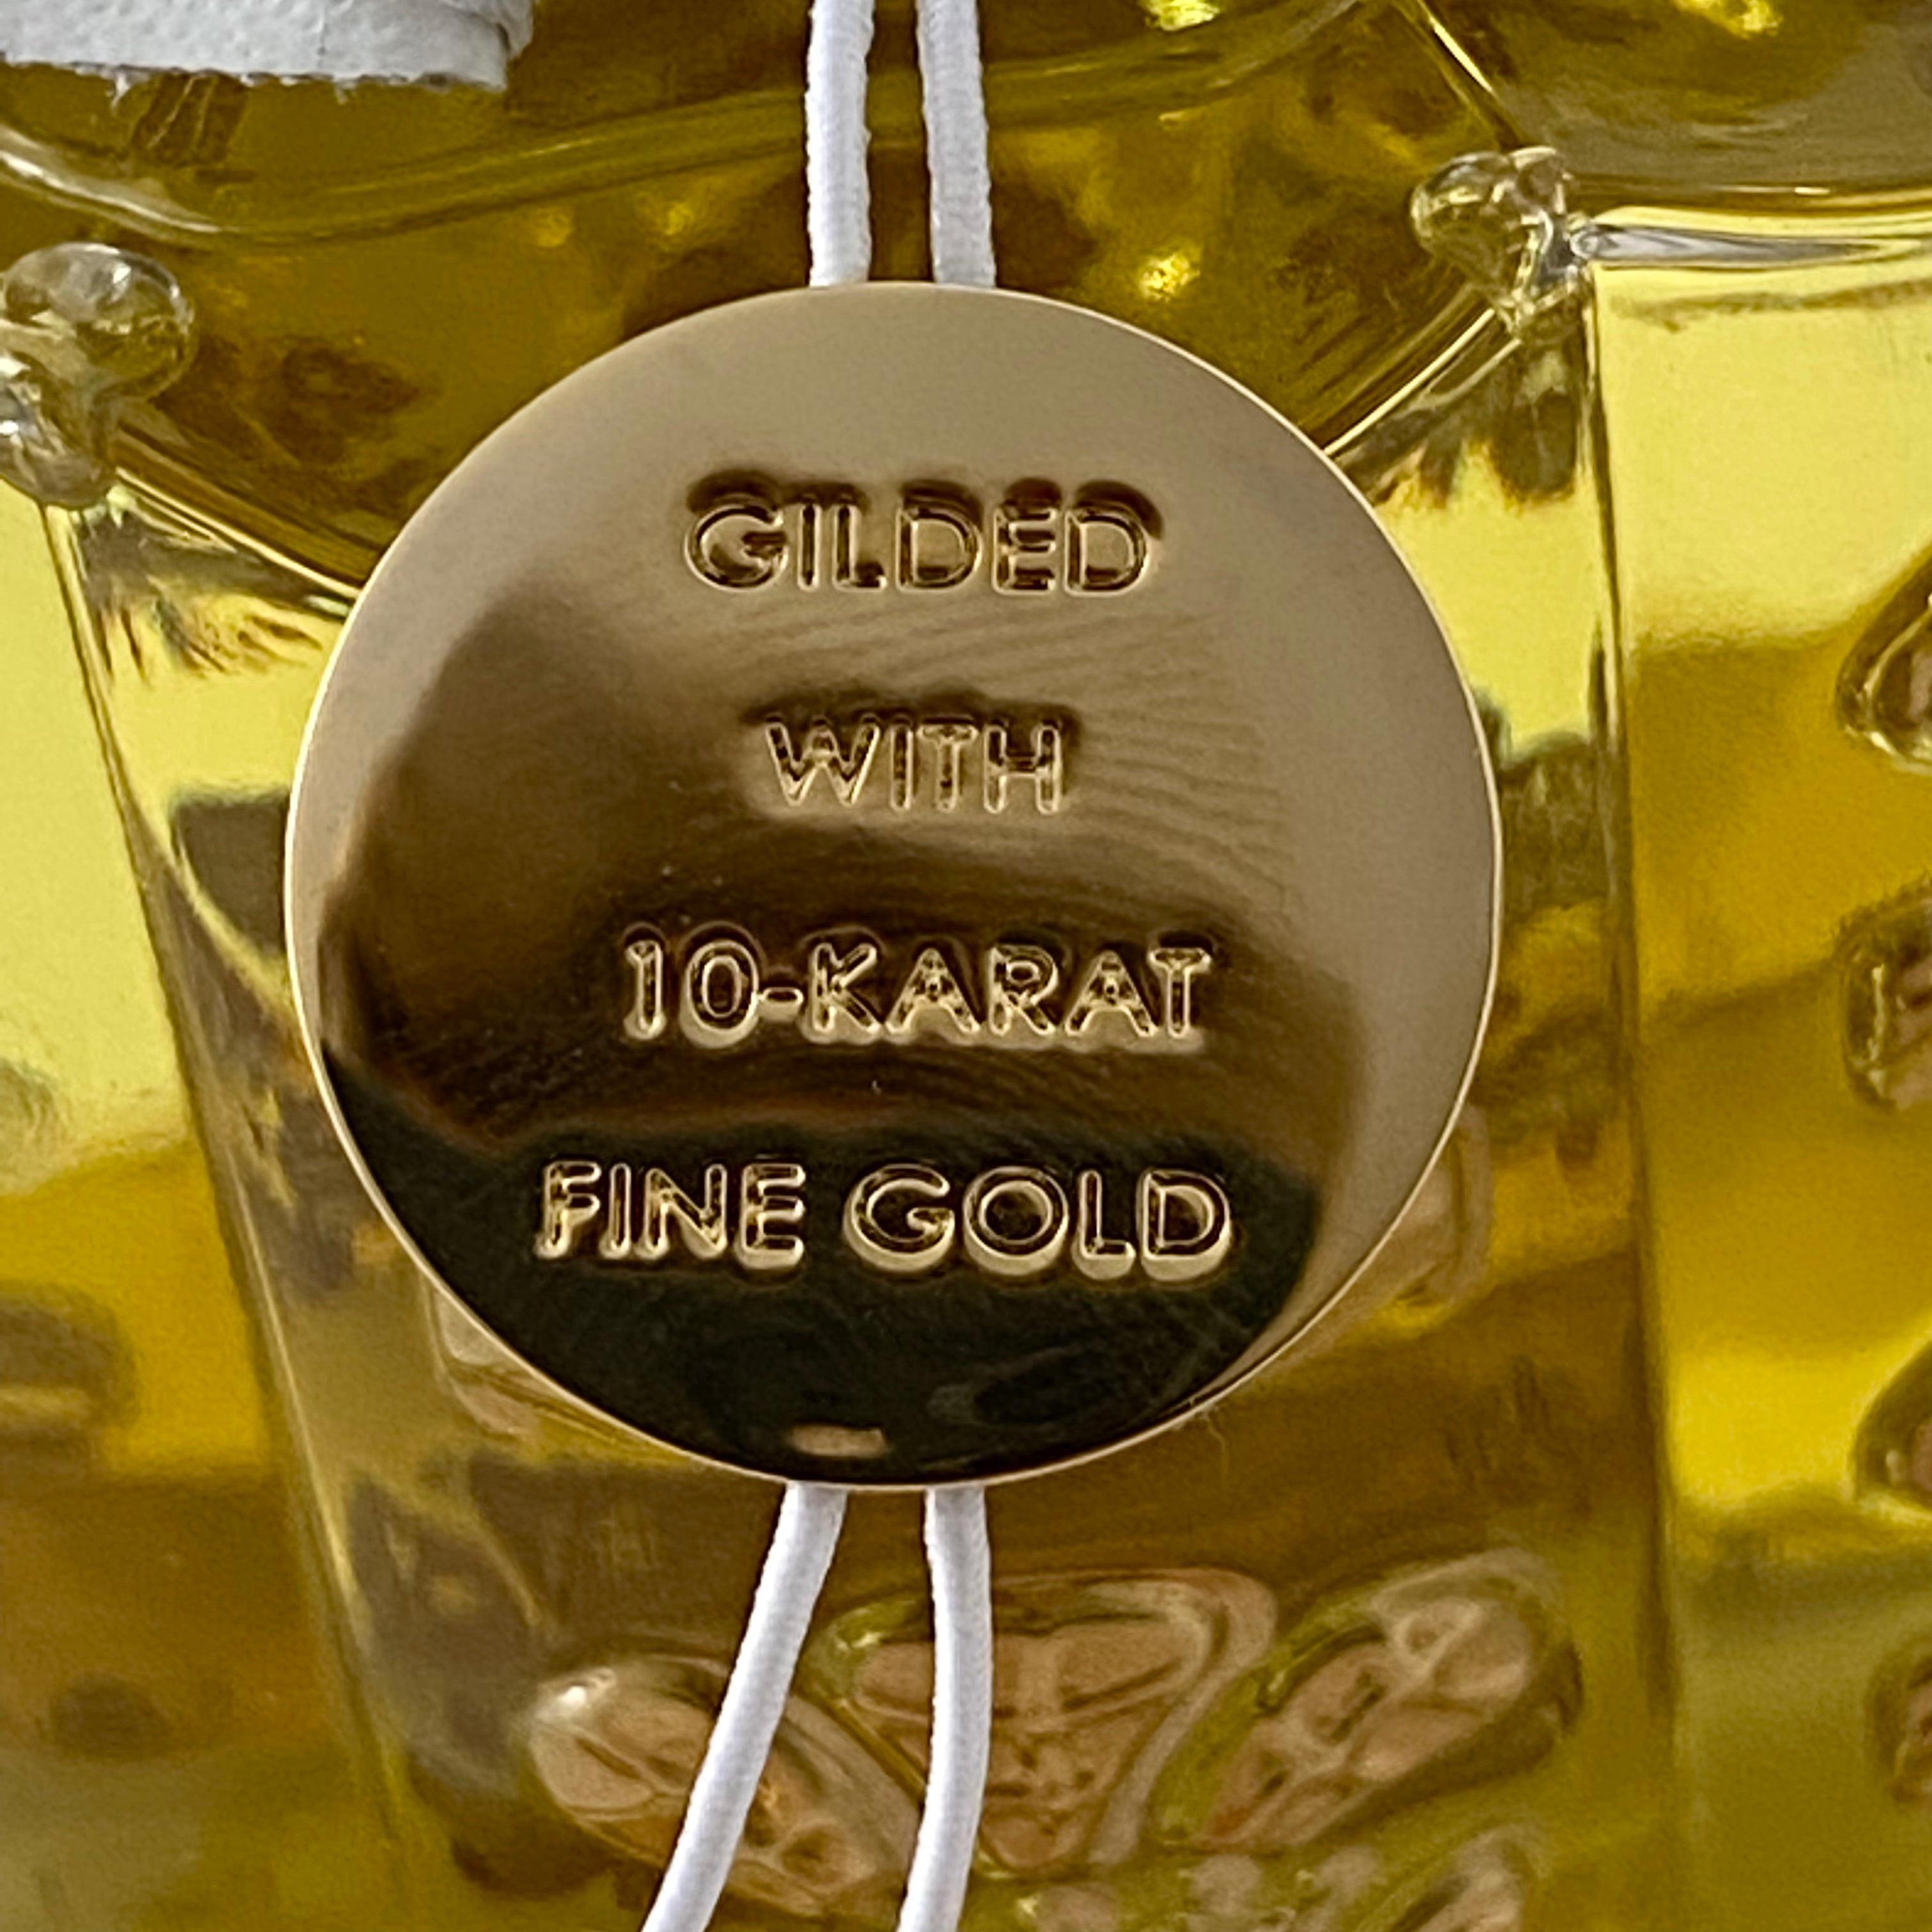 GILDED
WITH
10-KARAT
FINE GOLD